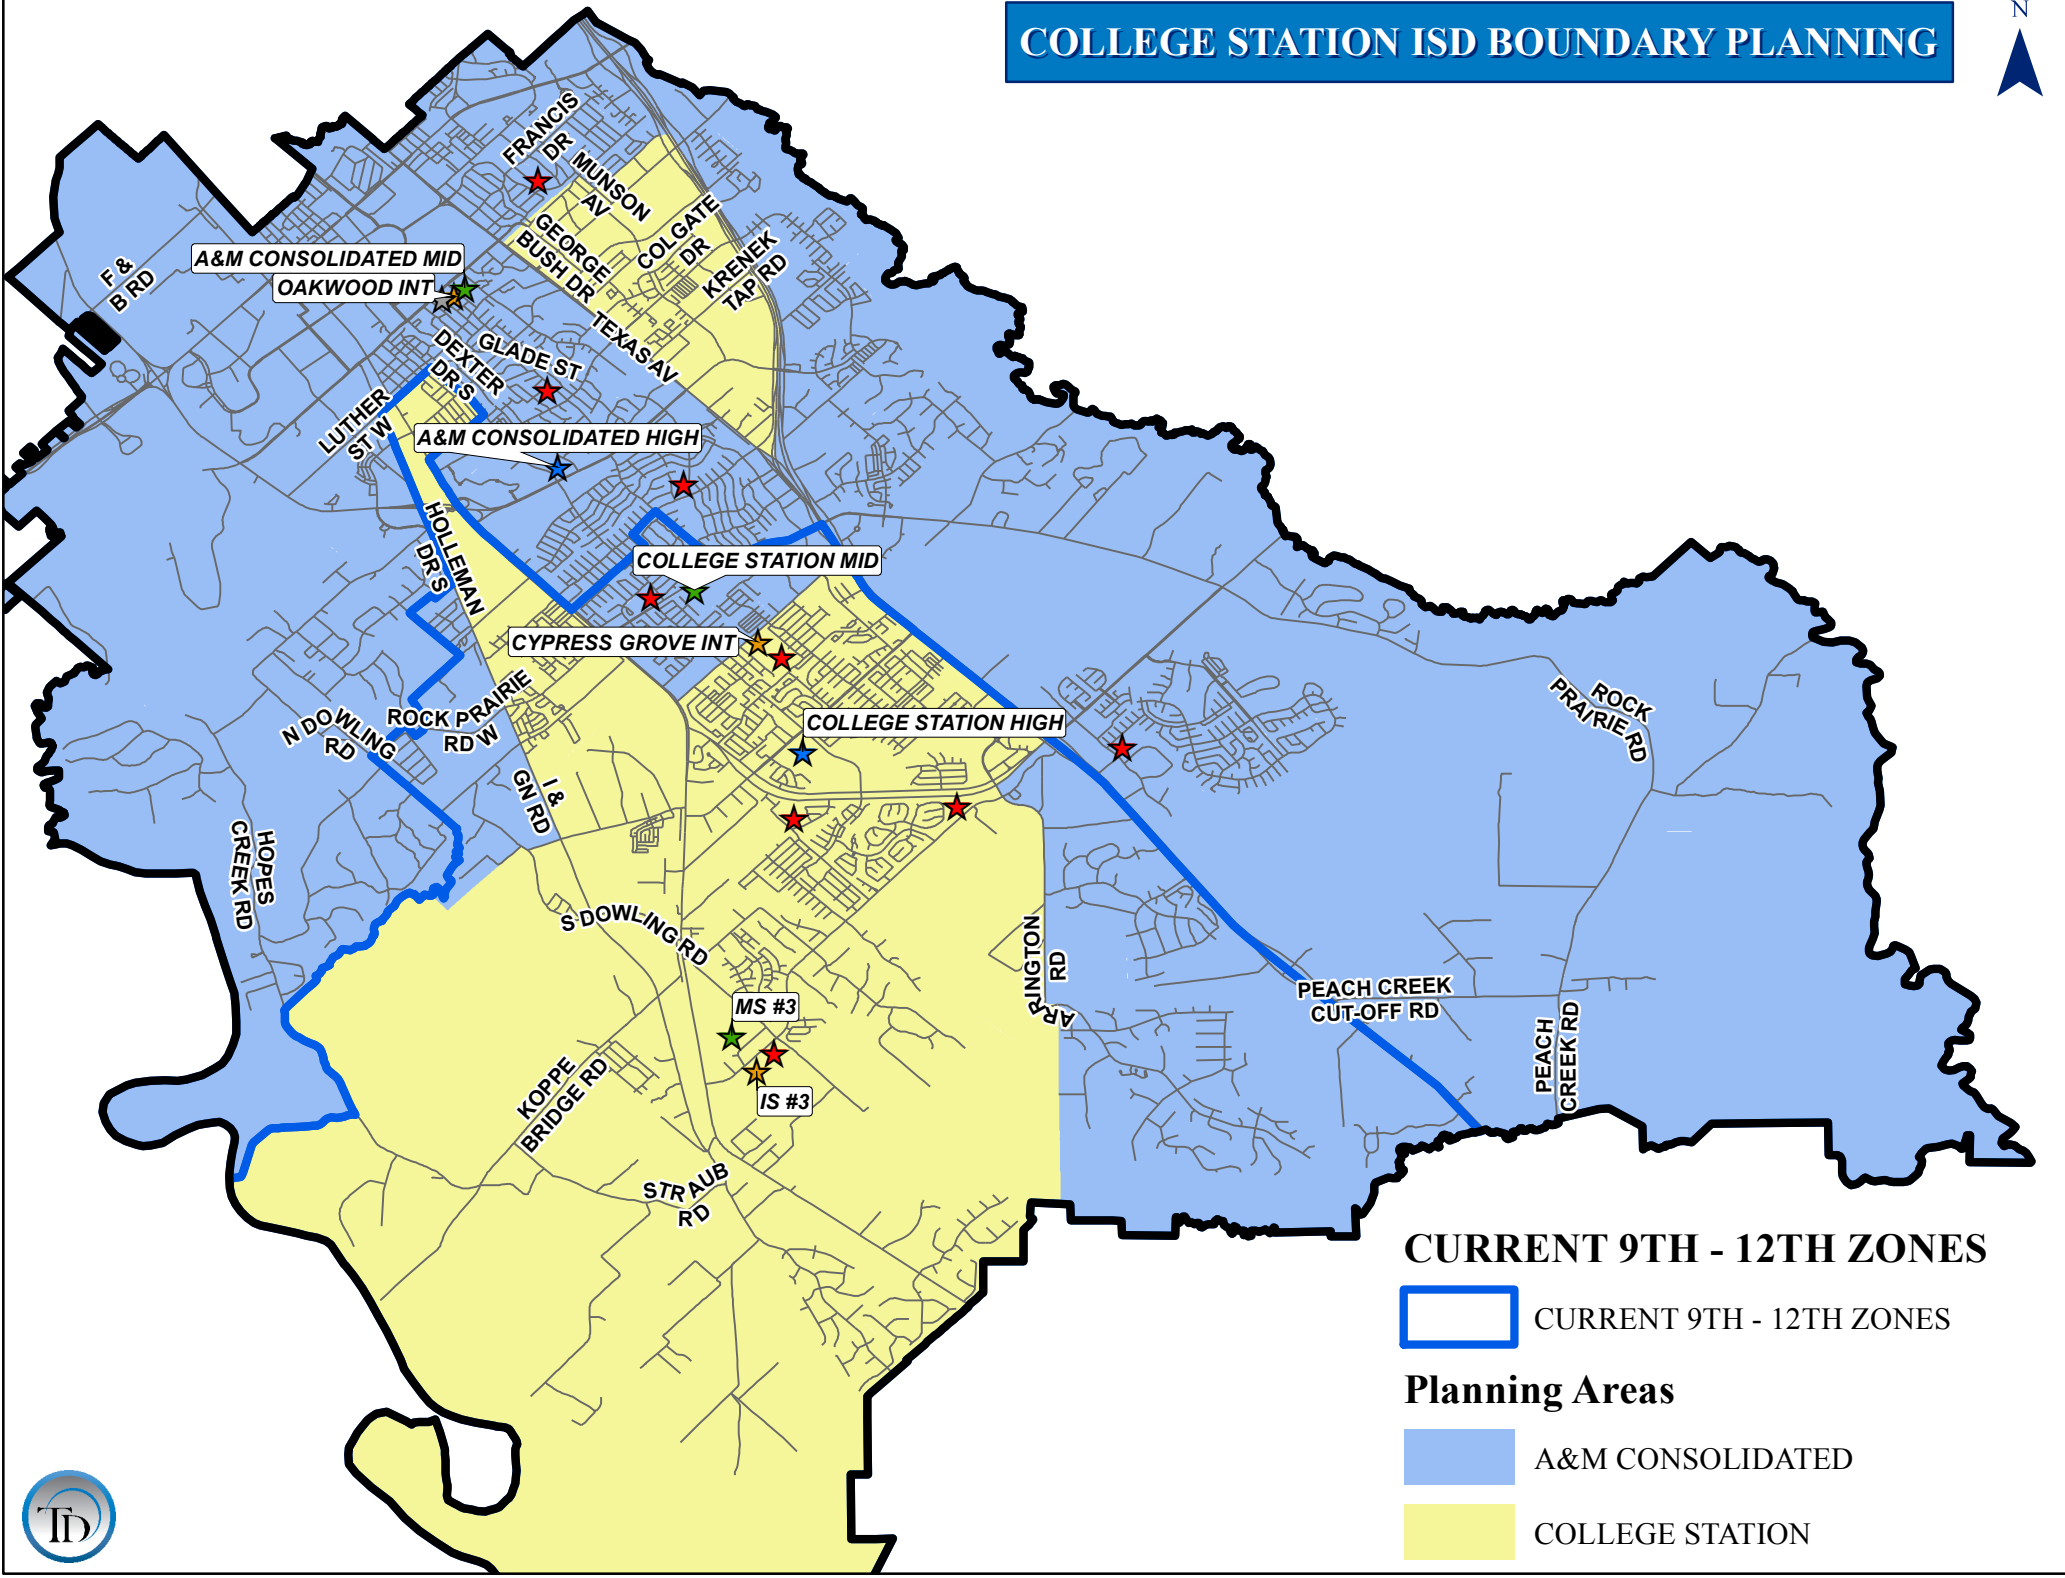 COLLEGE STATION ISD BOUNDARY PLANNING
N
FRANCIS
DR
MUNSON
AV
COLGATE
DR
GEORGE
BUSH DR
KRENEK
TAP RD
F &
B RD
A&M CONSOLIDATED MID
OAKWOOD INT
TEXAS AV
GLADE ST
DEXTER
DR S
LUTHER
ST W
A&M CONSOLIDATED HIGH
HOLLEMAN
DR S
COLLEGE STATION MID
CYPRESS GROVE INT
ROCK PRAIRIE
RD W
N DOWLING
RD
COLLEGE STATION HIGH
ROCK
PRAIRIE RD
I &
GN RD
HOPES
CREEK RD
S DOWLING RD
ARRINGTON
RD
ARRINGTON
PEACH CREEK
CUT-OFF RD
MS #3
PEACH
CREEK RD
KOPPE
BRIDGE RD
IS #3
STRAUB
RD
CURRENT 9TH - 12TH ZONES
CURRENT 9TH - 12TH ZONES
Planning Areas
A&M CONSOLIDATED
COLLEGE STATION
TD